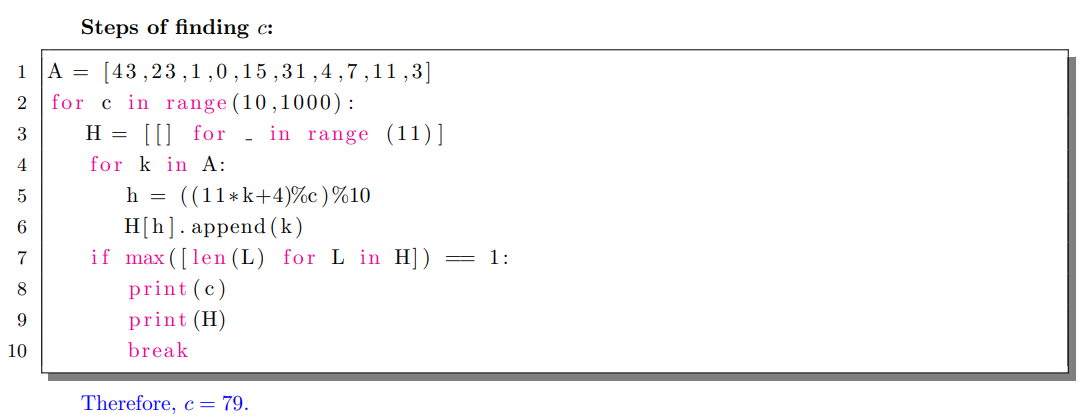 Steps of finding c:
1 A = [43,23,1,0,15,31,4,7,11,3]
2 for c in range(10,1000):
3 H = [[] for _ in range (11)]
4 for k in A:
5 h = ((11*k+4)%c)%10
6 H[h].append(k)
7 if max([len(L) for L in H]) == 1:
8 print(c)
9 print(H)
10 break
Therefore, c = 79.